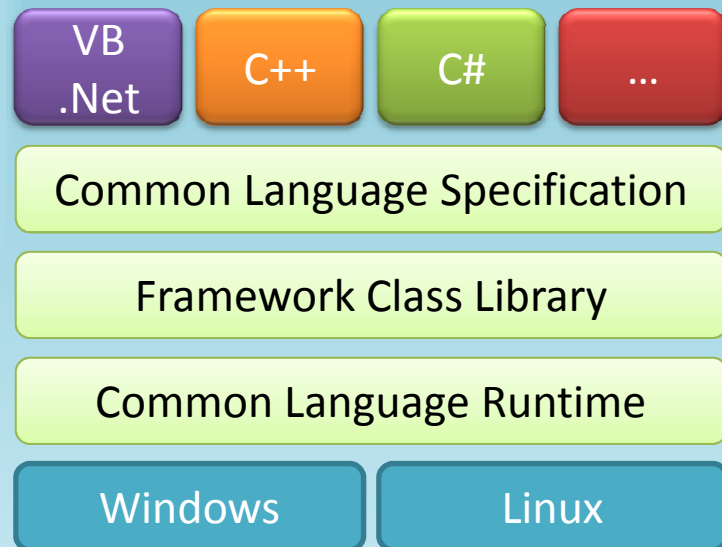 VB
.Net
C++
C#
...
Common Language Specification
Framework Class Library
Common Language Runtime
Windows
Linux